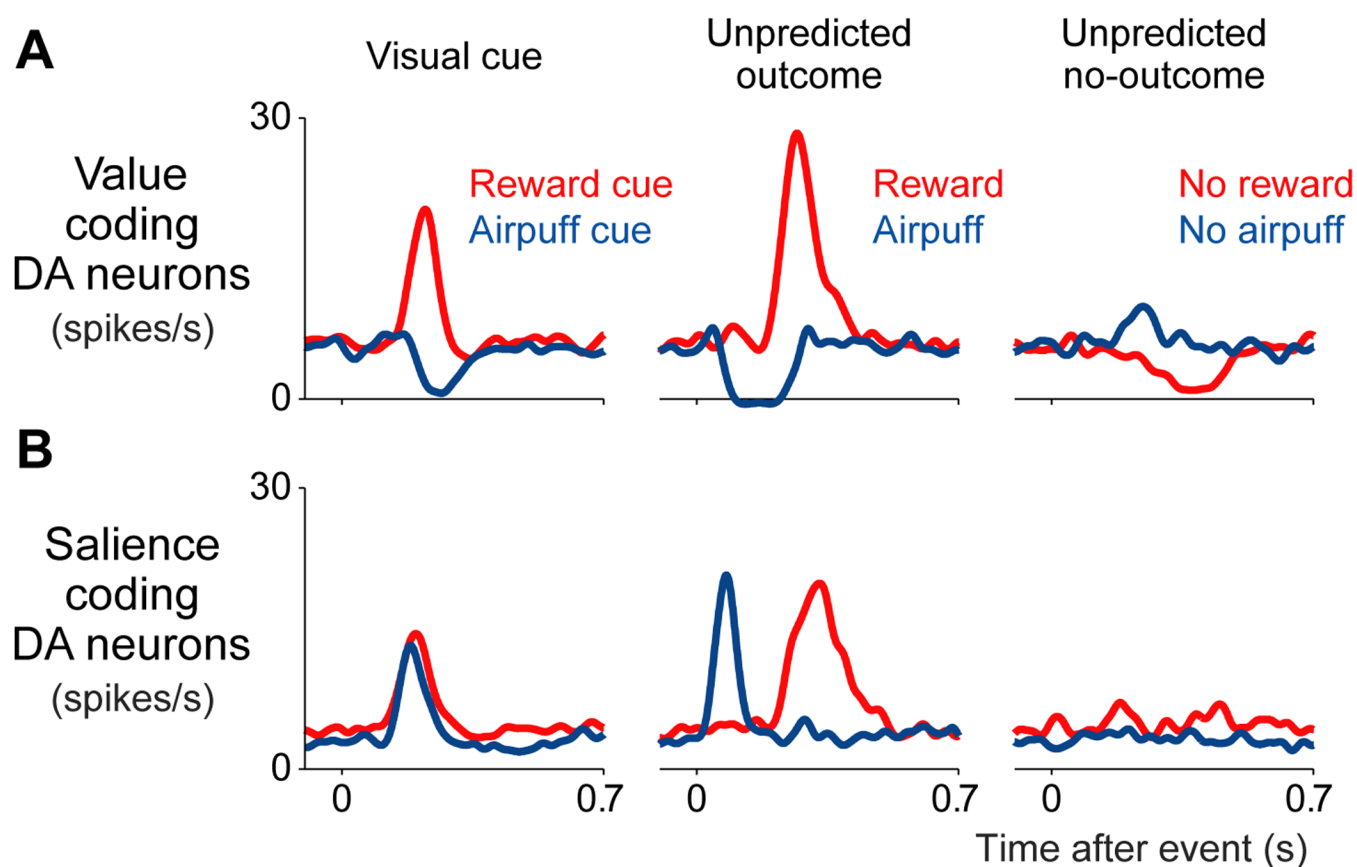 A
Visual cue
Unpredicted
outcome
Unpredicted
no-outcome
Value
coding
DA neurons
(spikes/s)
30
0
Reward cue
Airpuff cue
Reward
Airpuff
No reward
No airpuff
B
Salience
coding
DA neurons
(spikes/s)
30
0
0
0.7
0
0.7
0
0.7
Time after event (s)